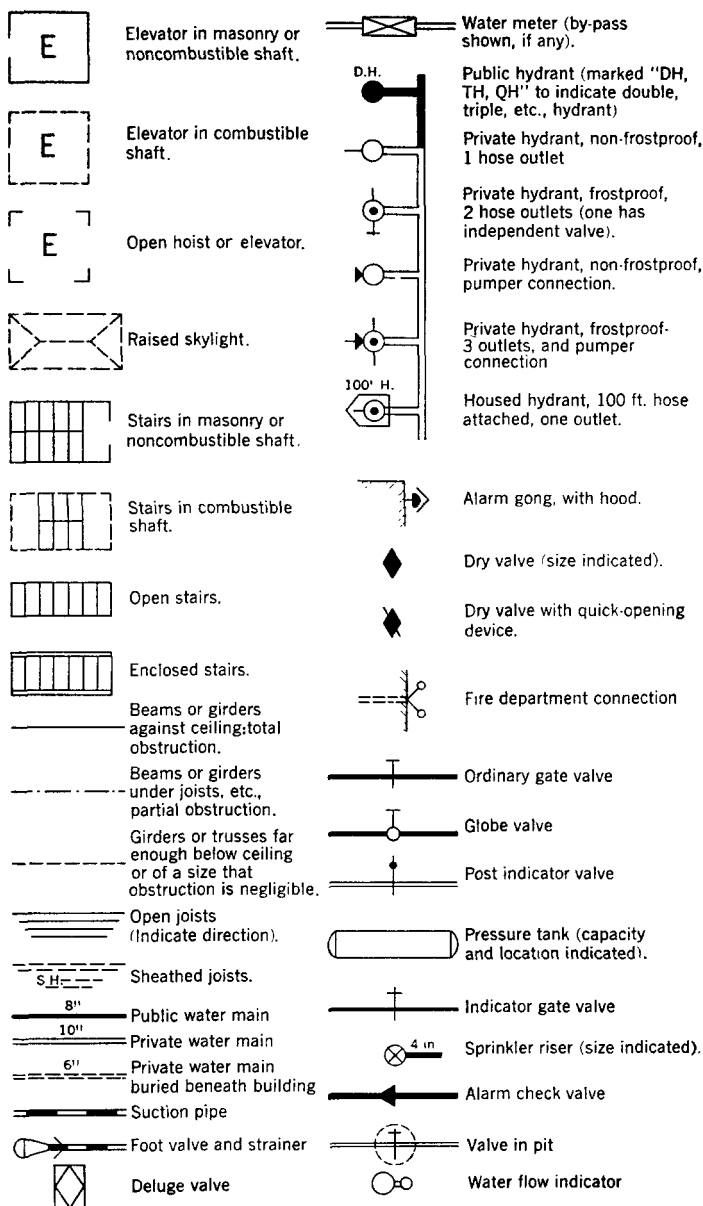 E
Elevator in masonry or
noncombustible shaft.
E
Elevator in combustible
shaft.
E
Open hoist or elevator.
Raised skylight.
Stairs in masonry or
noncombustible shaft.
Stairs in combustible
shaft.
Open stairs.
Enclosed stairs.
Beams or girders
against ceiling:total
obstruction.
Beams or girders
under joists, etc.,
partial obstruction.
Girders or trusses far
enough below ceiling
or of a size that
obstruction is negligible.
Open joists
(Indicate direction).
S.H.
Sheathed joists.
8"
Public water main
10"
Private water main
6"
Private water main
buried beneath building
Suction pipe
Foot valve and strainer
Deluge valve
Water meter (by-pass
shown, if any).
D.H.
Public hydrant (marked "DH,
TH, QH" to indicate double,
triple, etc., hydrant)
Private hydrant, non-frostproof,
1 hose outlet
Private hydrant, frostproof,
2 hose outlets (one has
independent valve).
Private hydrant, non-frostproof,
pumper connection.
Private hydrant, frostproof-
3 outlets, and pumper
connection
100' H.
Housed hydrant, 100 ft. hose
attached, one outlet.
Alarm gong, with hood.
Dry valve (size indicated).
Dry valve with quick-opening
device.
Fire department connection
Ordinary gate valve
Globe valve
Post indicator valve
Pressure tank (capacity
and location indicated).
Indicator gate valve
4 in
Sprinkler riser (size indicated).
Alarm check valve
Valve in pit
Water flow indicator